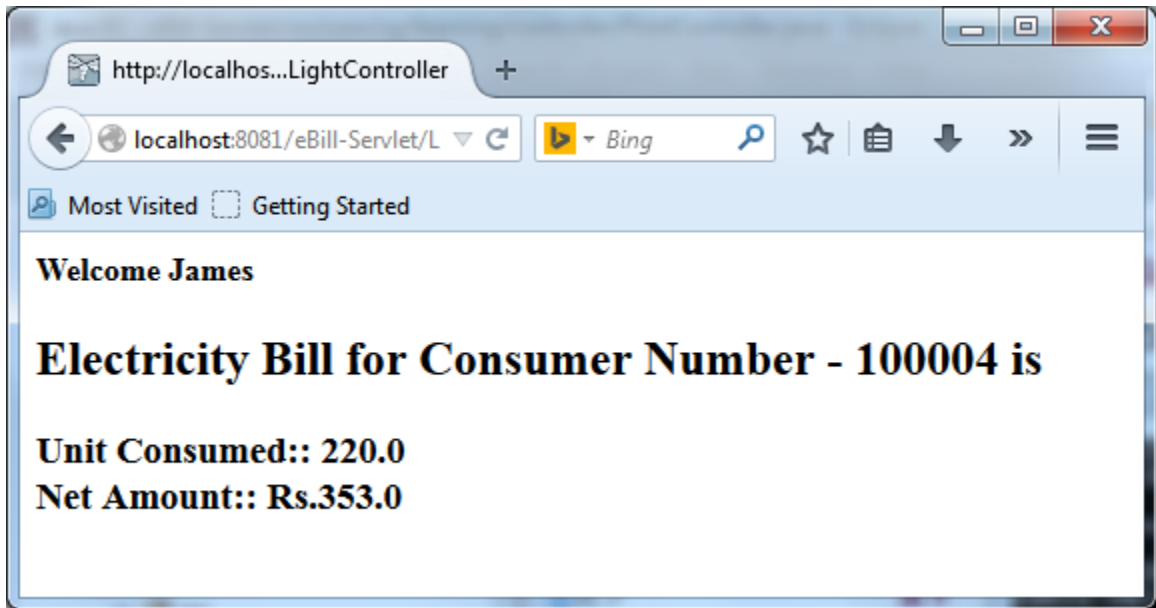 http://localhos...LightController
localhost:8081/eBill-Servlet/L
Bing
Most Visited
Getting Started
Welcome James
Electricity Bill for Consumer Number - 100004 is
Unit Consumed:: 220.0
Net Amount:: Rs.353.0